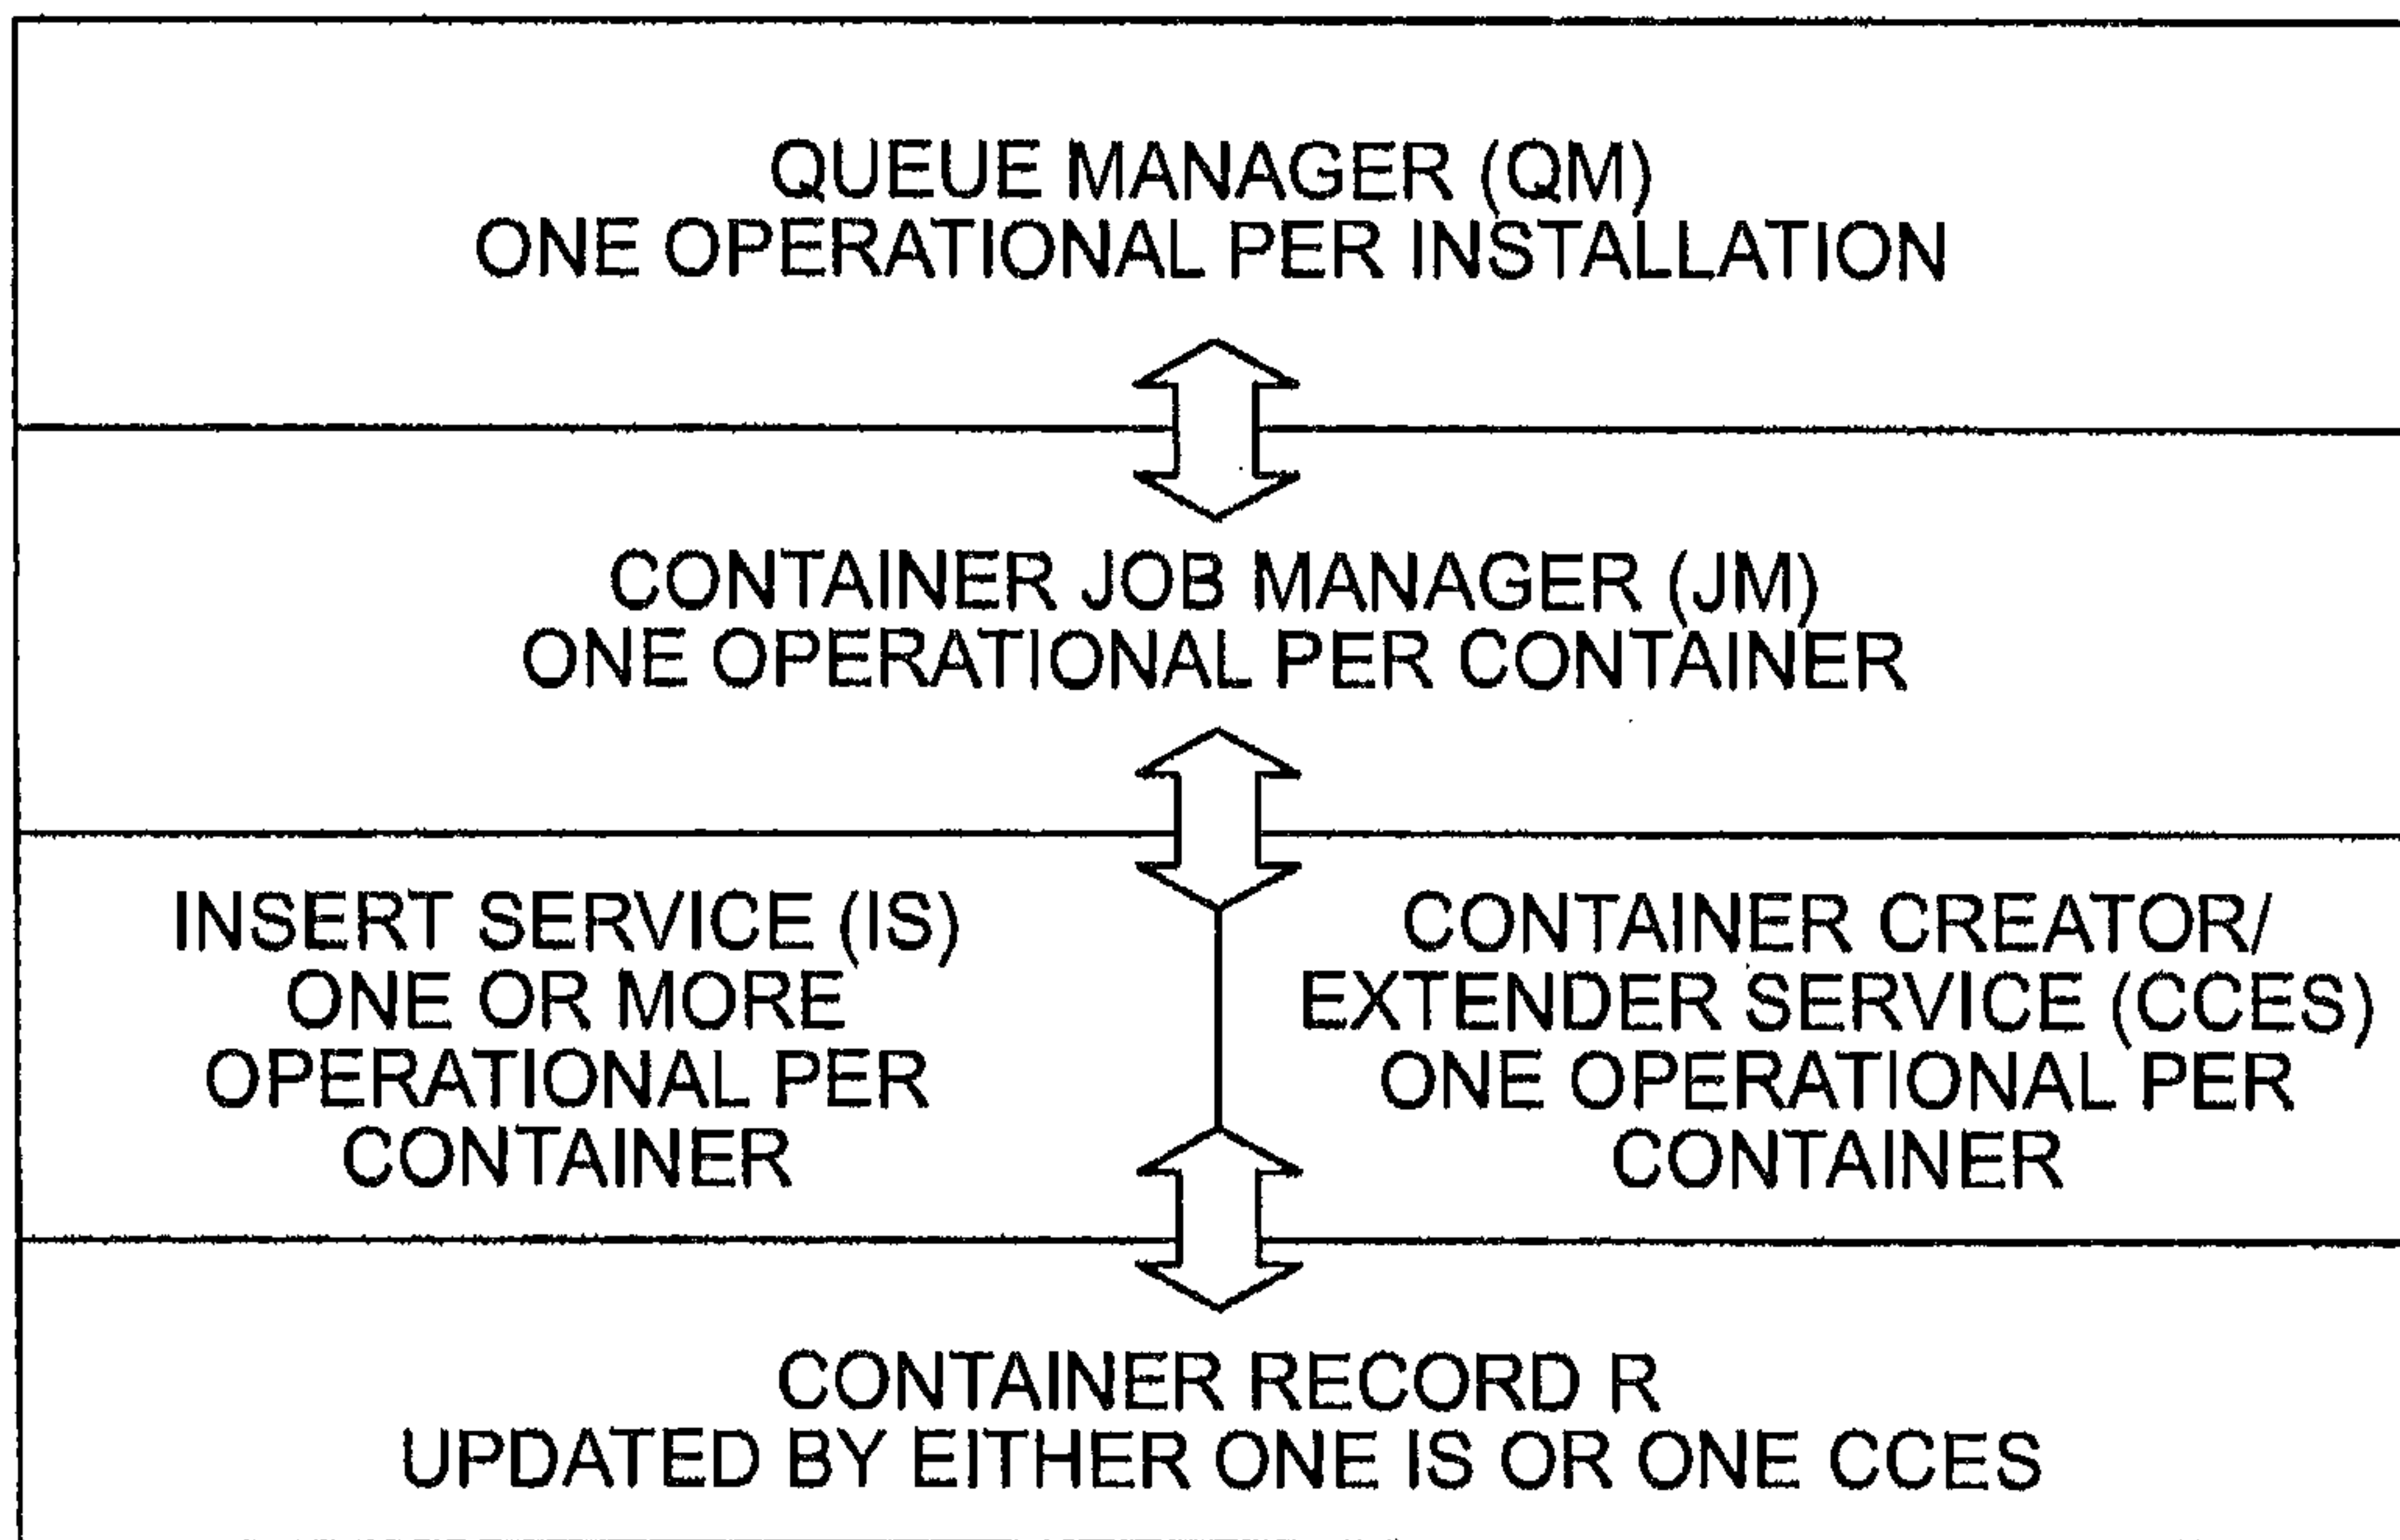 QUEUE MANAGER (QM)
ONE OPERATIONAL PER INSTALLATION
CONTAINER JOB MANAGER (JM)
ONE OPERATIONAL PER CONTAINER
INSERT SERVICE (IS)
ONE OR MORE
OPERATIONAL PER
CONTAINER
CONTAINER CREATOR/
EXTENDER SERVICE (CCES)
ONE OPERATIONAL PER
CONTAINER
CONTAINER RECORD R
UPDATED BY EITHER ONE IS OR ONE CCES